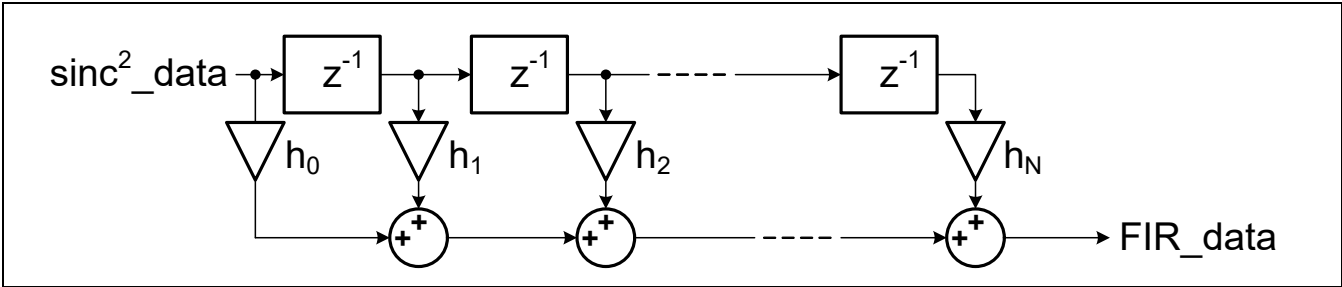 sinc²_data
z⁻¹
z⁻¹
z⁻¹
h₀
h₁
h₂
h_N
+
+
+
+
+
+
FIR_data